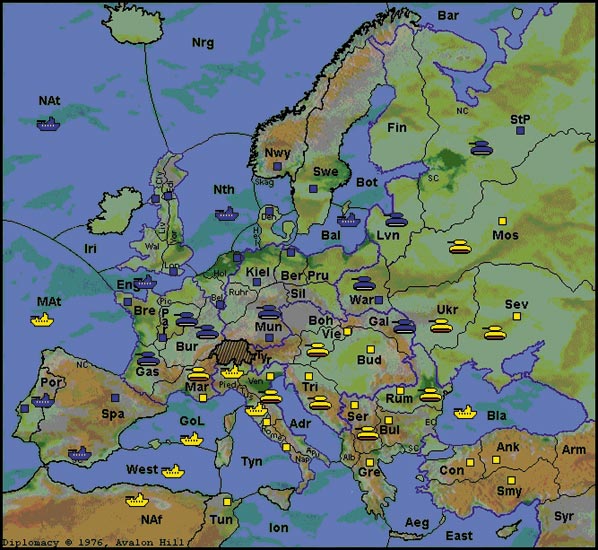 Bar
Nrg
NAt
NC
StP
Fin
Nwy
Swe
SC
Skag
Bot
Nth
Den
Cly
Edi
Iri
Lvn
Mos
Wal
Bal
Lon
Hol
Kiel
Ber
Pru
Eng
Ruhr
Sil
War
Bel
Pic
MAt
Bre
Par
Ukr
Sev
Mun
Boh
Gal
Vie
Bur
Bud
Gas
Tyr
NC
Mar
Pied
Ven
Tri
Rum
Por
Spa
Ser
Bla
GoL
Adr
Bul
EC
Apu
Ank
Arm
Nap
Alb
SC
Con
West
Tyn
Gre
Smy
NAf
Tun
Ion
Aeg
Syr
East
Diplomacy © 1976, Avalon Hill